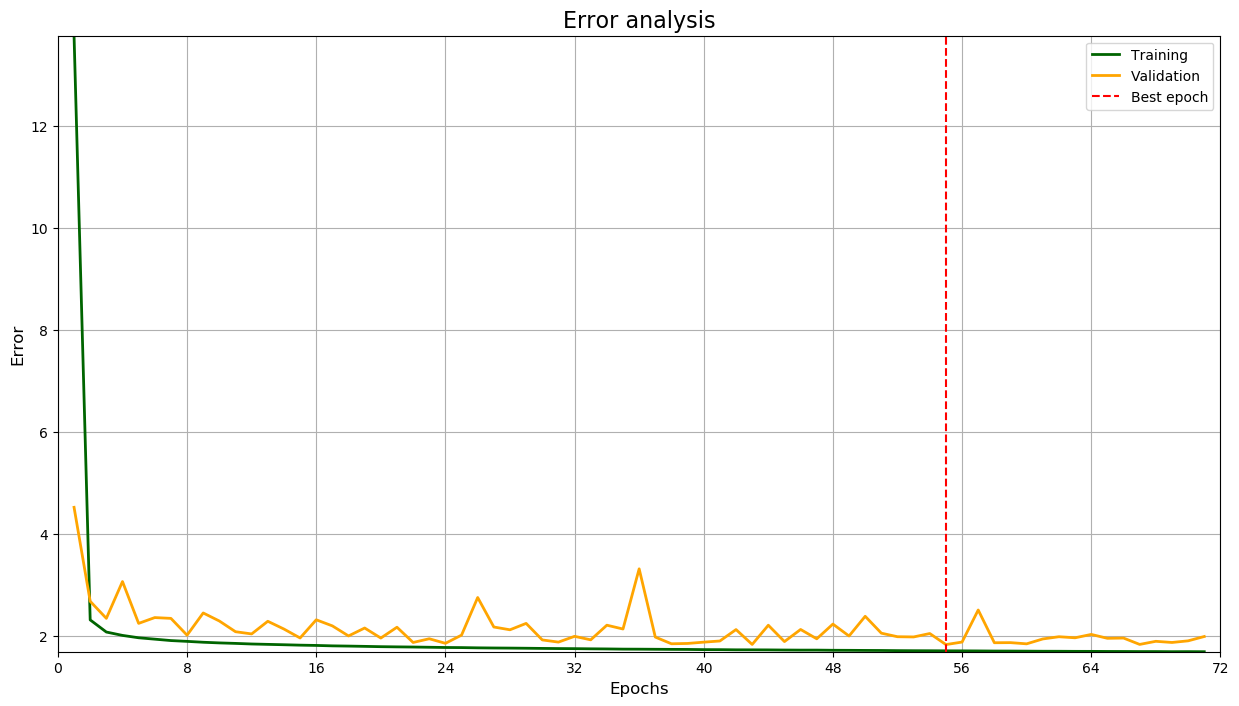 Error analysis
Training
Validation
Best epoch
12
10
8
6
4
2
Error
0 8 16 24 32 40 48 56 64 72
Epochs